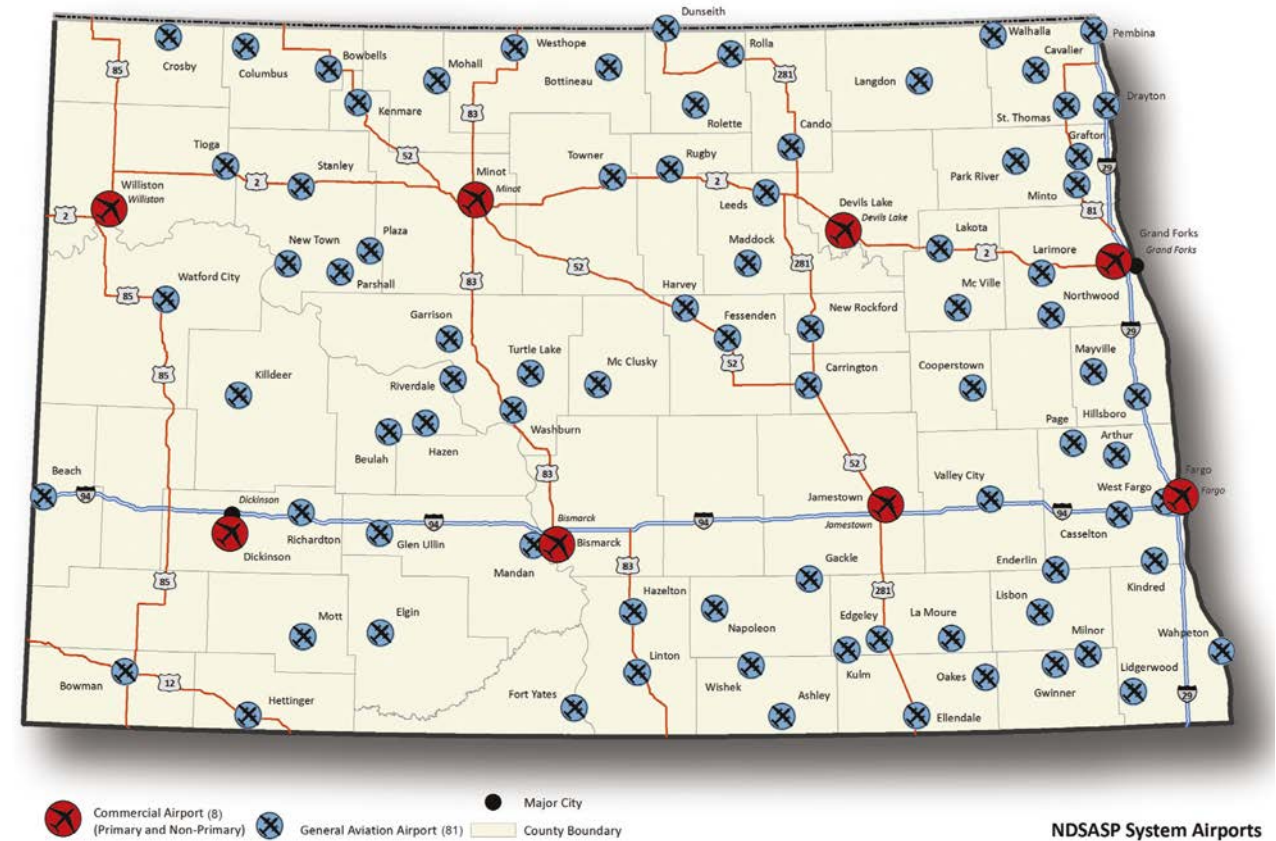 Dunseith
Crosby
Columbus
Bowbells
Mohall
Westhope
Bottineau
Rolla
Walhalla
Cavalier
Pembina
85
Kenmare
83
Rolette
281
Langdon
St. Thomas
Drayton
Grafton
Cando
52
Tioga
Stanley
Minot
Minot
Towner
Rugby
29
Park River
2
2
Leeds
Minto
81
Williston
Williston
2
Devils Lake
Devils Lake
Lakota
Larimore
Grand Forks
Grand Forks
New Town
Plaza
Parshall
52
Maddock
281
2
Watford City
85
83
Harvey
Fessenden
New Rockford
Mc Ville
Northwood
Garrison
52
29
85
Killdeer
Riverdale
Turtle Lake
Mc Clusky
Carrington
Cooperstown
Mayville
Hillsboro
Beulah
Hazen
Washburn
52
Page
Arthur
Beach
94
83
Valley City
Fargo
Fargo
West Fargo
Dickinson
Dickinson
Richardton
Glen Ullin
94
Bismarck
Bismarck
94
Jamestown
Jamestown
94
Casselton
Mandan
83
Gackle
Enderlin
Kindred
85
Hazelton
281
Mott
Elgin
Napoleon
Edgeley
La Moure
Lisbon
Milnor
Wahpeton
Linton
Wishek
Kulm
Oakes
Gwinner
Lidgerwood
Bowman
12
Hettinger
Fort Yates
Ashley
Ellendale
29
Commercial Airport (8)
(Primary and Non-Primary)
General Aviation Airport (81)
Major City
County Boundary
NDSASP System Airports